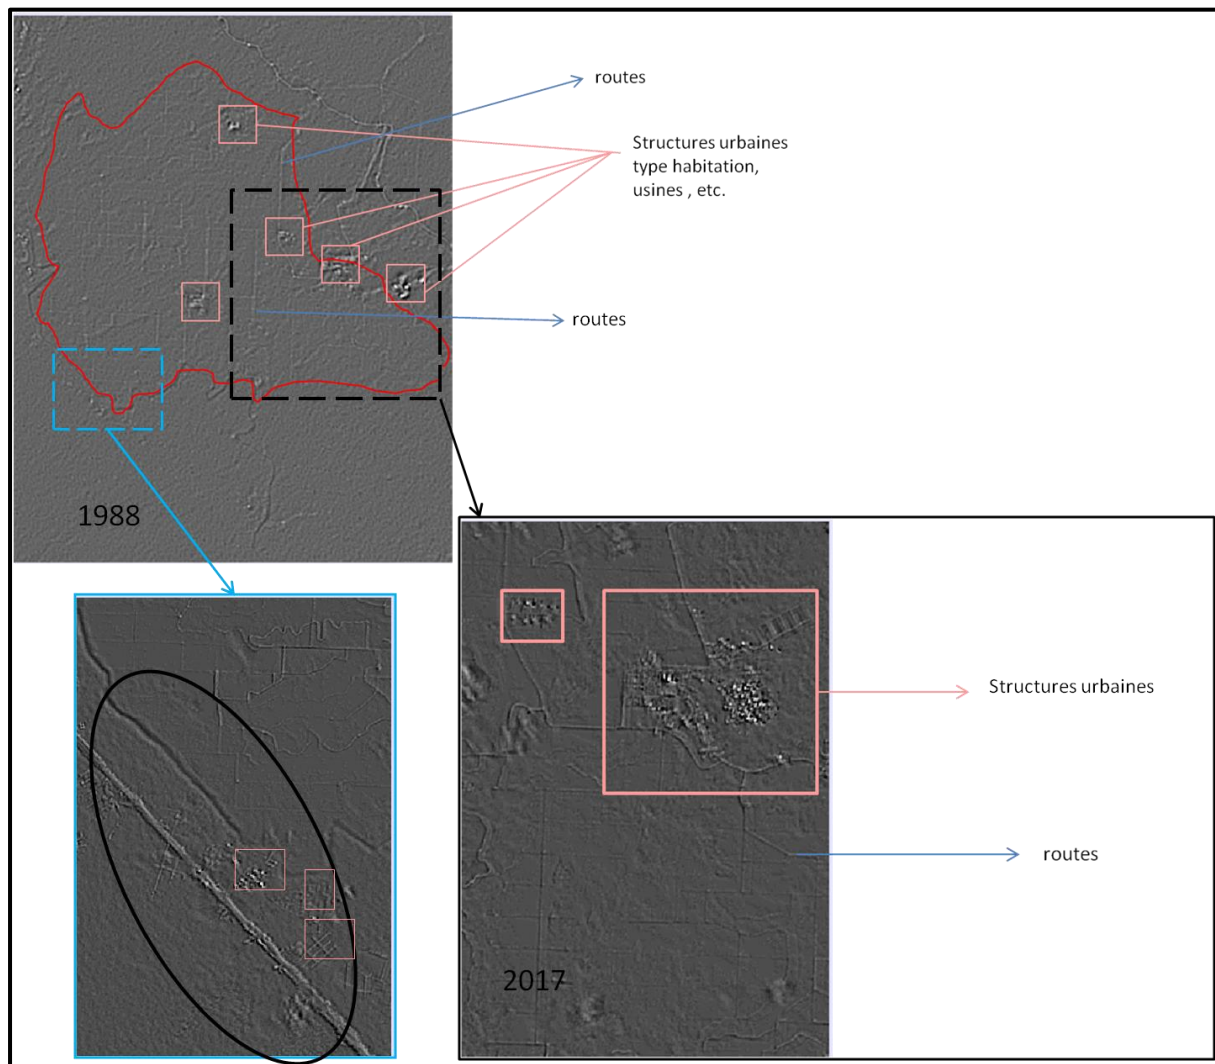 routes
Structures urbaines
type habitation,
usines , etc.
routes
1988
Structures urbaines
routes
2017